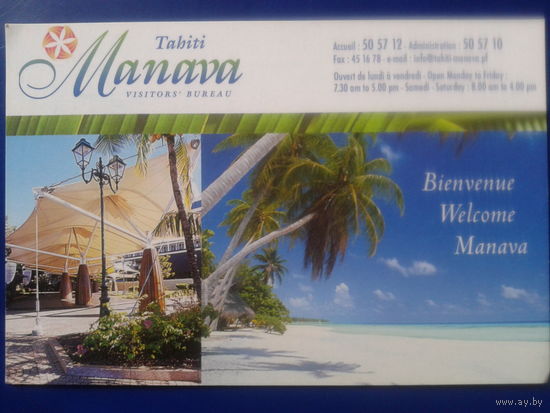 Tahiti
Manava
VISITORS' BUREAU
Accueil : 50 57 12 - Administration : 50 57 10
Fax : 45 16 78 - e-mail : info@tahiti-manava.pf
Ouvert de lundi à vendredi - Open Monday to Friday :
7.30 am to 5.00 pm - Samedi - Saturday : 8.00 am to 4.00 pm
Bienvenue
Welcome
Manava
www.ay.by